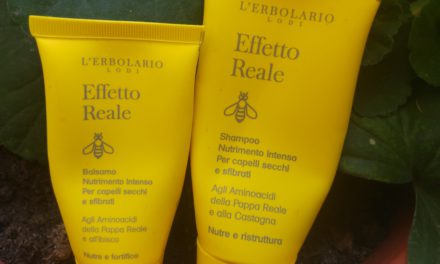 L'ERBOLARIO
LODI
Effetto
Reale
Balsamo
Nutrimento Intenso
Per capelli secchi
e sfibrati
Agli Aminoacidi
della Pappa Reale
e all'ibisco
Nutre e fortifica
L'ERBOLARIO
LODI
Effetto
Reale
Shampoo
Nutrimento Intenso
Per capelli secchi
e sfibrati
Agli Aminoacidi
della Pappa Reale
e alla Castagna
Nutre e ristruttura